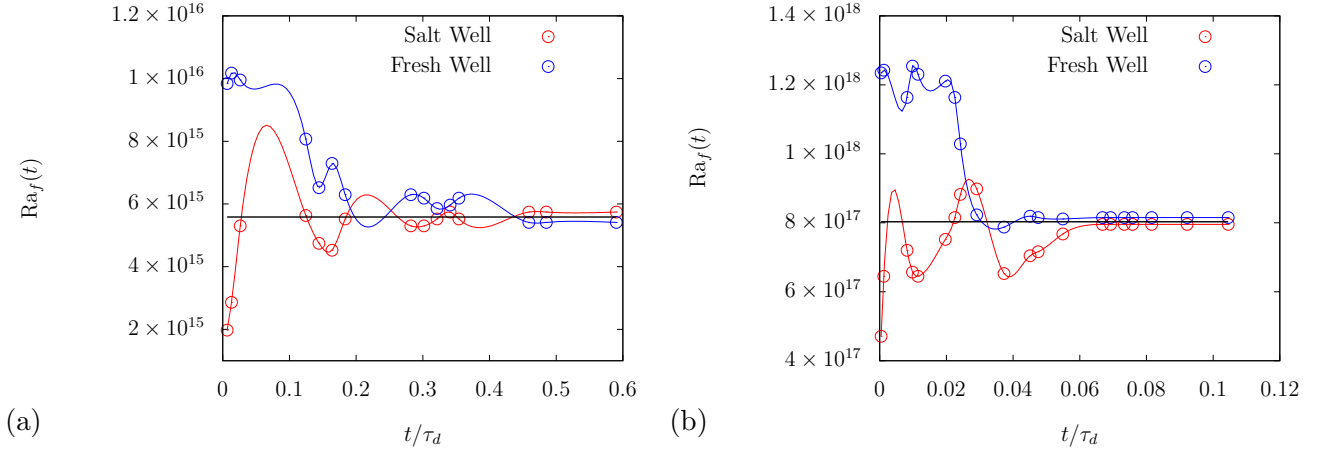 1.2 × 10^16
1 × 10^16
8 × 10^15
6 × 10^15
4 × 10^15
2 × 10^15
0 0.1 0.2 0.3 0.4 0.5 0.6
Ra_f(t)
t/τ_d
Salt Well
Fresh Well
(a)
1.4 × 10^18
1.2 × 10^18
1 × 10^18
8 × 10^17
6 × 10^17
4 × 10^17
0 0.02 0.04 0.06 0.08 0.1 0.12
Ra_f(t)
t/τ_d
Salt Well
Fresh Well
(b)